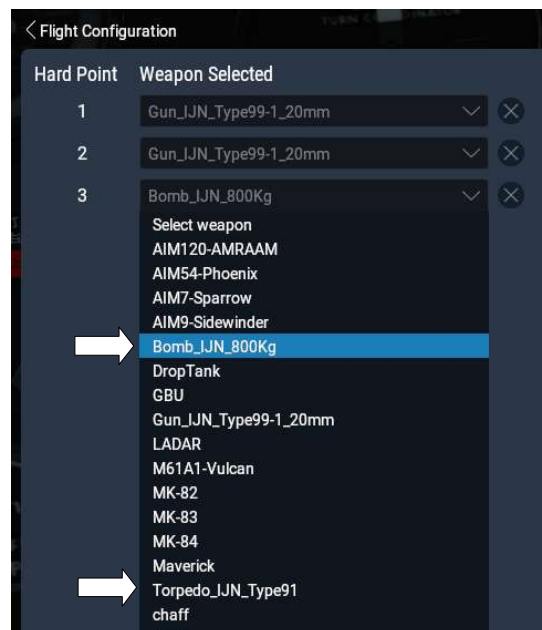 TURN COORDINATOR
< Flight Configuration
Hard Point Weapon Selected
1 Gun_IJN_Type99-1_20mm
2 Gun_IJN_Type99-1_20mm
3 Bomb_IJN_800Kg
Select weapon
AIM120-AMRAAM
AIM54-Phoenix
AIM7-Sparrow
AIM9-Sidewinder
Bomb_IJN_800Kg
DropTank
GBU
Gun_IJN_Type99-1_20mm
LADAR
M61A1-Vulcan
MK-82
MK-83
MK-84
Maverick
Torpedo_IJN_Type91
chaff